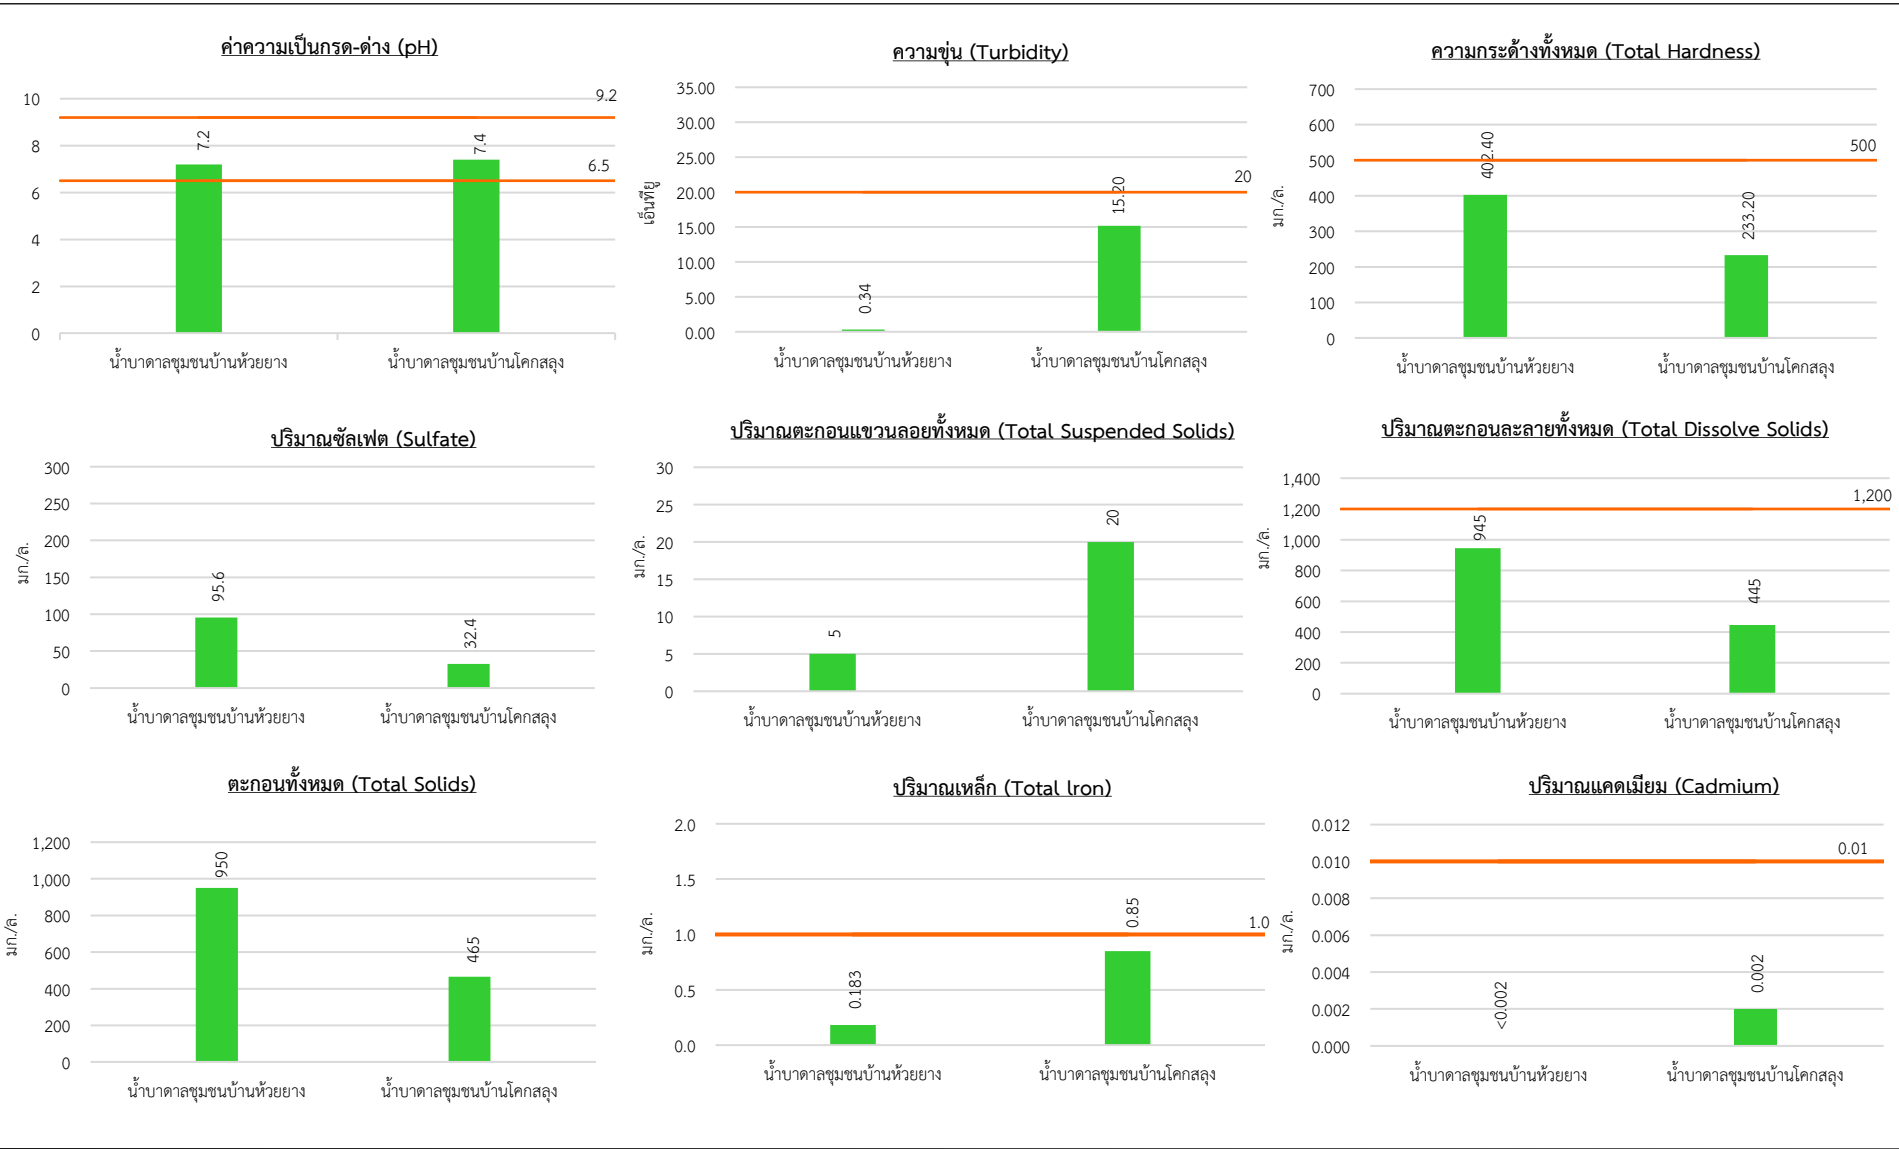 ค่าความเป็นกรด-ด่าง (pH)
10
8
6
4
2
0
9.2
6.5
7.2
7.4
น้ำบาดาลชุมชนบ้านห้วยยาง
น้ำบาดาลชุมชนบ้านโคกสลุง
ความขุ่น (Turbidity)
เอ็นทียู
35.00
30.00
25.00
20.00
15.00
10.00
5.00
0.00
20
0.34
15.20
น้ำบาดาลชุมชนบ้านห้วยยาง
น้ำบาดาลชุมชนบ้านโคกสลุง
ความกระด้างทั้งหมด (Total Hardness)
มก./ล.
700
600
500
400
300
200
100
0
500
402.40
233.20
น้ำบาดาลชุมชนบ้านห้วยยาง
น้ำบาดาลชุมชนบ้านโคกสลุง
ปริมาณซัลเฟต (Sulfate)
มก./ล.
300
250
200
150
100
50
0
95.6
32.4
น้ำบาดาลชุมชนบ้านห้วยยาง
น้ำบาดาลชุมชนบ้านโคกสลุง
ปริมาณตะกอนแขวนลอยทั้งหมด (Total Suspended Solids)
มก./ล.
30
25
20
15
10
5
0
5
20
น้ำบาดาลชุมชนบ้านห้วยยาง
น้ำบาดาลชุมชนบ้านโคกสลุง
ปริมาณตะกอนละลายทั้งหมด (Total Dissolve Solids)
มก./ล.
1,400
1,200
1,000
800
600
400
200
0
1,200
945
445
น้ำบาดาลชุมชนบ้านห้วยยาง
น้ำบาดาลชุมชนบ้านโคกสลุง
ตะกอนทั้งหมด (Total Solids)
มก./ล.
1,200
1,000
800
600
400
200
0
950
465
น้ำบาดาลชุมชนบ้านห้วยยาง
น้ำบาดาลชุมชนบ้านโคกสลุง
ปริมาณเหล็ก (Total lron)
มก./ล.
2.0
1.5
1.0
0.5
0.0
1.0
0.183
0.85
น้ำบาดาลชุมชนบ้านห้วยยาง
น้ำบาดาลชุมชนบ้านโคกสลุง
ปริมาณแคดเมียม (Cadmium)
มก./ล.
0.012
0.010
0.008
0.006
0.004
0.002
0.000
0.01
<0.002
0.002
น้ำบาดาลชุมชนบ้านห้วยยาง
น้ำบาดาลชุมชนบ้านโคกสลุง